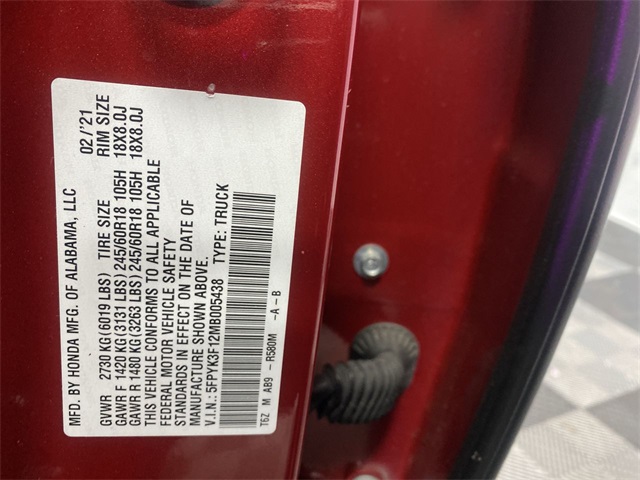 MFD. BY HONDA MFG. OF ALABAMA, LLC 02/'21
GVWR 2730 KG (6019 LBS) TIRE SIZE RIM SIZE
GAWR F 1420 KG (3131 LBS) 245/60R18 105H 18X8.0J
GAWR R 1480 KG (3263 LBS) 245/60R18 105H 18X8.0J
THIS VEHICLE CONFORMS TO ALL APPLICABLE
FEDERAL MOTOR VEHICLE SAFETY
STANDARDS IN EFFECT ON THE DATE OF
MANUFACTURE SHOWN ABOVE.
V.I.N.: 5FPYK3F12MB005438 TYPE: TRUCK
T6Z M AB9 - R580M -A - B